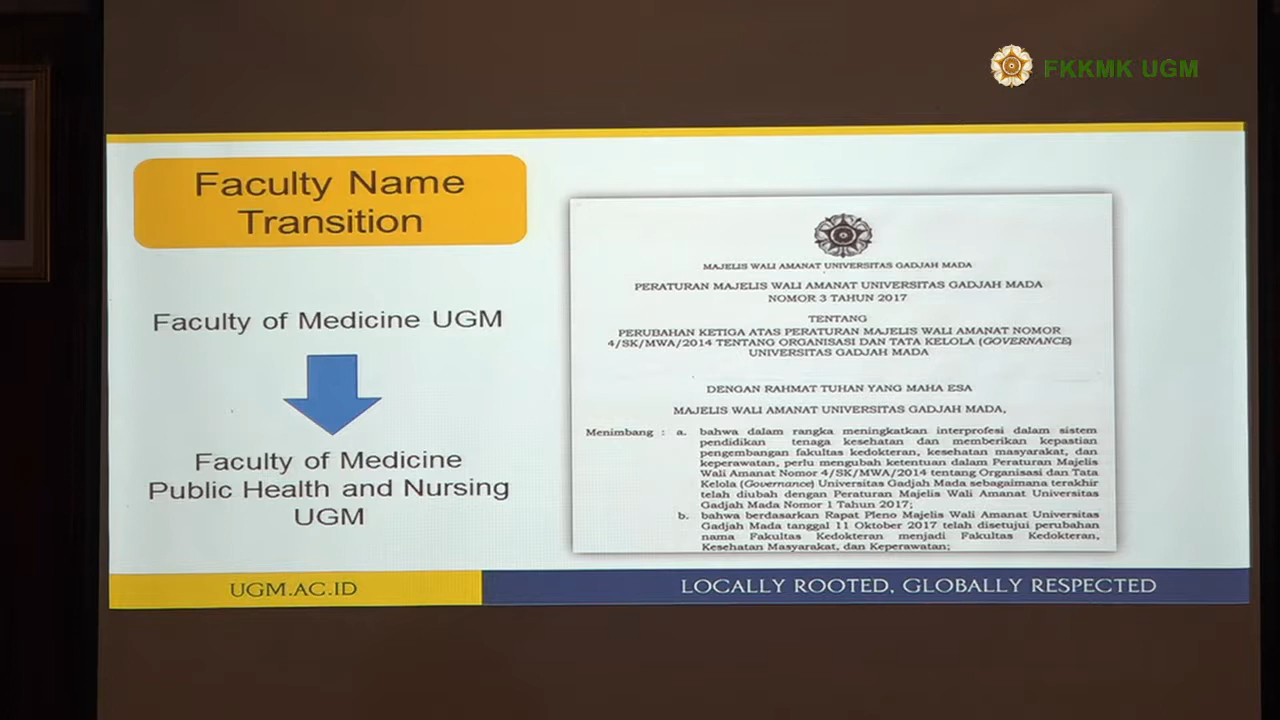 FKKMK UGM
Faculty Name
Transition
Faculty of Medicine UGM
Faculty of Medicine
Public Health and Nursing
UGM
MAJELIS WALI AMANAT UNIVERSITAS GADJAH MADA
PERATURAN MAJELIS WALI AMANAT UNIVERSITAS GADJAH MADA
NOMOR 3 TAHUN 2017
TENTANG
PERUBAHAN KETIGA ATAS PERATURAN MAJELIS WALI AMANAT NOMOR
4/SK/MWA/2014 TENTANG ORGANISASI DAN TATA KELOLA (GOVERNANCE)
UNIVERSITAS GADJAH MADA
DENGAN RAHMAT TUHAN YANG MAHA ESA
MAJELIS WALI AMANAT UNIVERSITAS GADJAH MADA,
Menimbang : a. bahwa dalam rangka meningkatkan interprofesi dalam sistem
pendidikan tenaga kesehatan dan memberikan kepastian
pengembangan fakultas kedokteran, kesehatan masyarakat, dan
keperawatan, perlu mengubah ketentuan dalam Peraturan Majelis
Wali Amanat Nomor 4/SK/MWA/2014 tentang Organisasi dan Tata
Kelola (Governance) Universitas Gadjah Mada sebagaimana terakhir
telah diubah dengan Peraturan Majelis Wali Amanat Universitas
Gadjah Mada Nomor 1 Tahun 2017;
b. bahwa berdasarkan Rapat Pleno Majelis Wali Amanat Universitas
Gadjah Mada tanggal 11 Oktober 2017 telah disetujui perubahan
nama Fakultas Kedokteran menjadi Fakultas Kedokteran,
Kesehatan Masyarakat, dan Keperawatan;
UGM.AC.ID
LOCALLY ROOTED, GLOBALLY RESPECTED